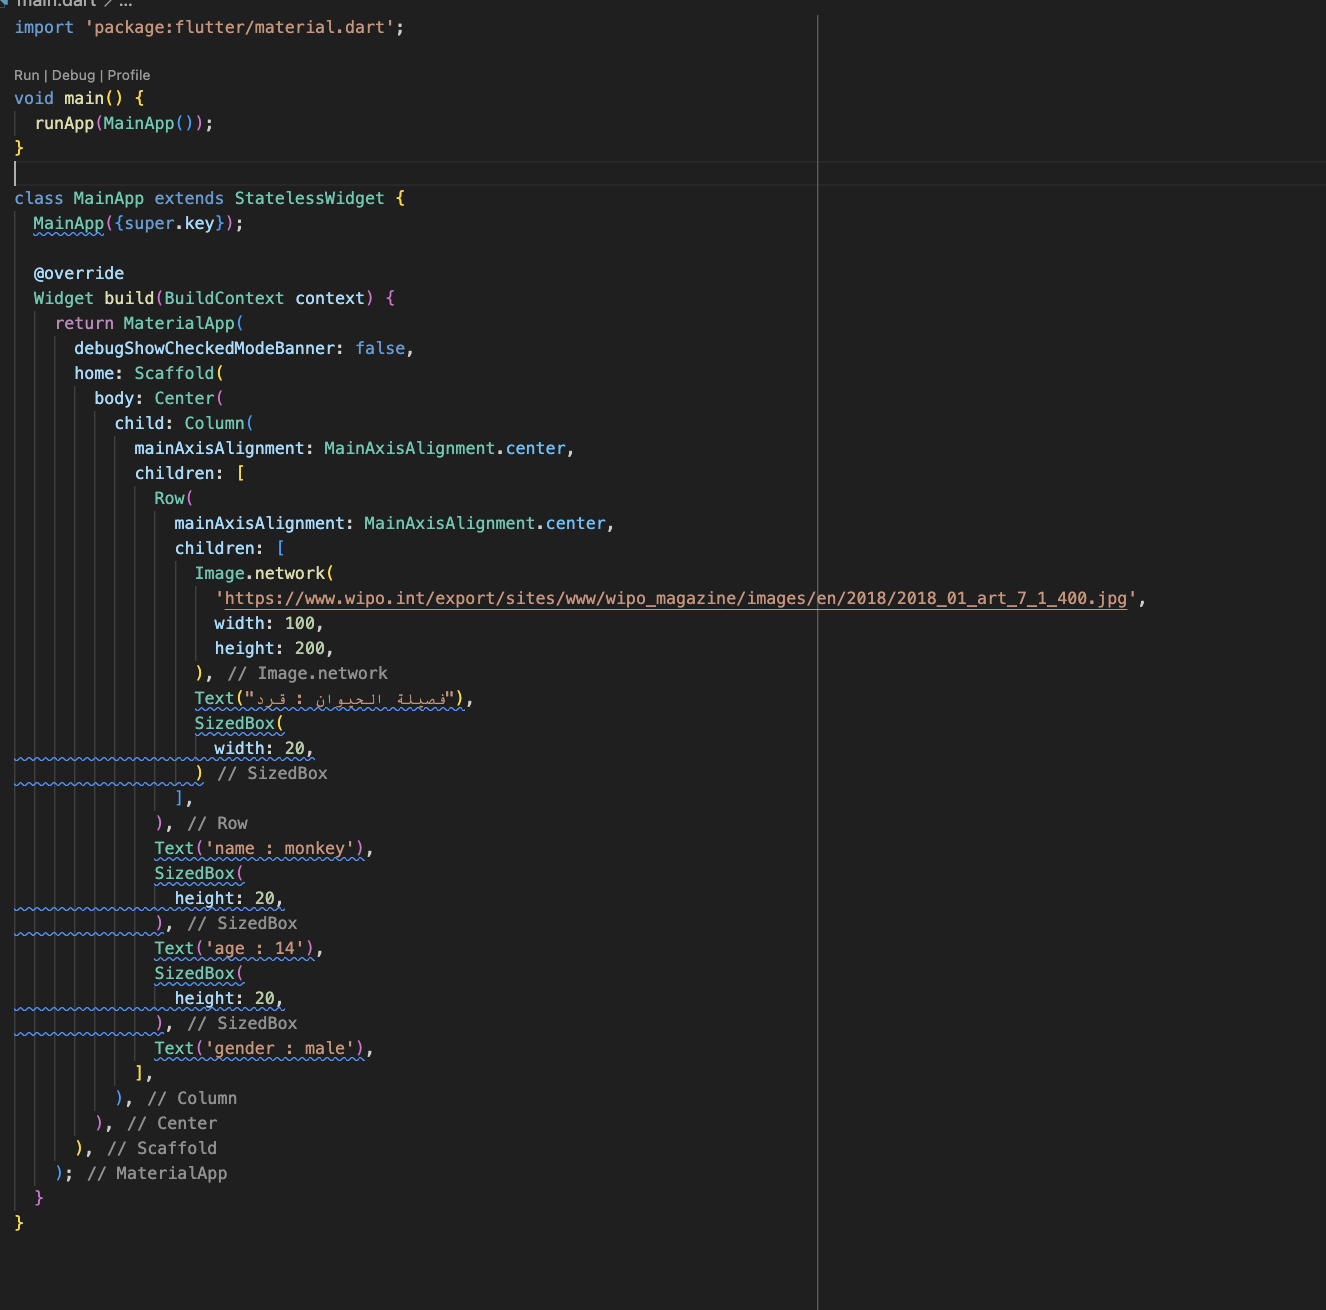 main.dart > ...
import 'package:flutter/material.dart';
Run | Debug | Profile
void main() {
runApp(MainApp());
}
class MainApp extends StatelessWidget {
MainApp({super.key});
@override
Widget build(BuildContext context) {
return MaterialApp(
debugShowCheckedModeBanner: false,
home: Scaffold(
body: Center(
child: Column(
mainAxisAlignment: MainAxisAlignment.center,
children: [
Row(
mainAxisAlignment: MainAxisAlignment.center,
children: [
Image.network(
'https://www.wipo.int/export/sites/www/wipo_magazine/images/en/2018/2018_01_art_7_1_400.jpg',
width: 100,
height: 200,
), // Image.network
Text("فصيلة الحيوان : قرد"),
SizedBox(
width: 20,
) // SizedBox
],
), // Row
Text('name : monkey'),
SizedBox(
height: 20,
), // SizedBox
Text('age : 14'),
SizedBox(
height: 20,
), // SizedBox
Text('gender : male'),
],
), // Column
), // Center
), // Scaffold
); // MaterialApp
}
}